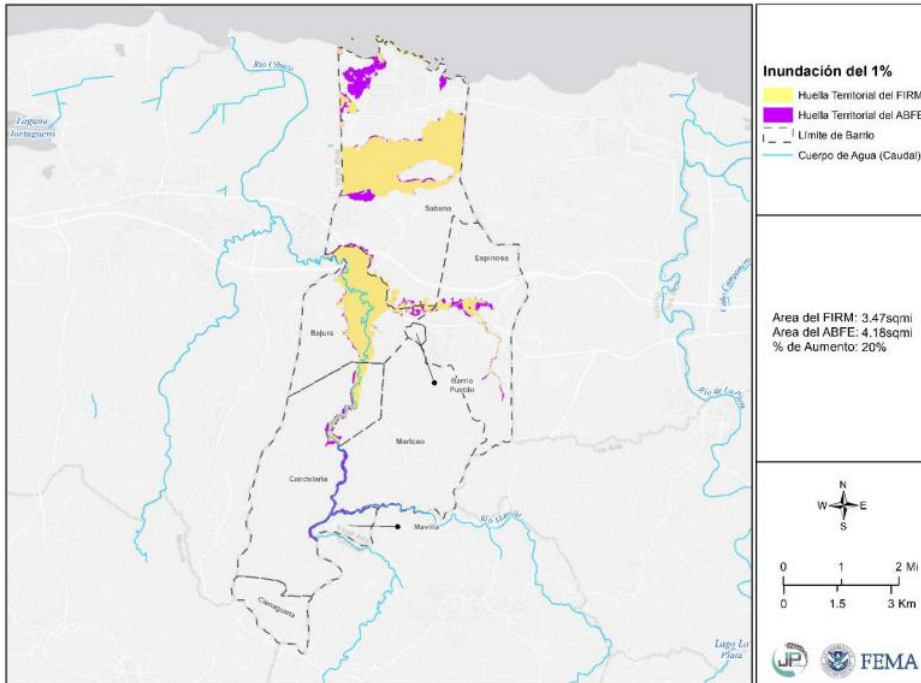 Inundación del 1%
Huella Territorial del FIRM
Huella Territorial del ABFE
Límite de Barrio
Cuerpo de Agua (Caudal)
Area del FIRM: 3.47sqmi
Area del ABFE: 4.18sqmi
% de Aumento: 20%
N
W E
S
0 1 2 Mi
0 1.5 3 Km
JP
FEMA
Río Cibuco
Laguna
Tortuguero
Sabana
Espinosa
Bajura
Barrio
Pueblo
Maricao
Candelaria
Mavilla
Cienegueta
Río de La Plata
Lago La
Plata